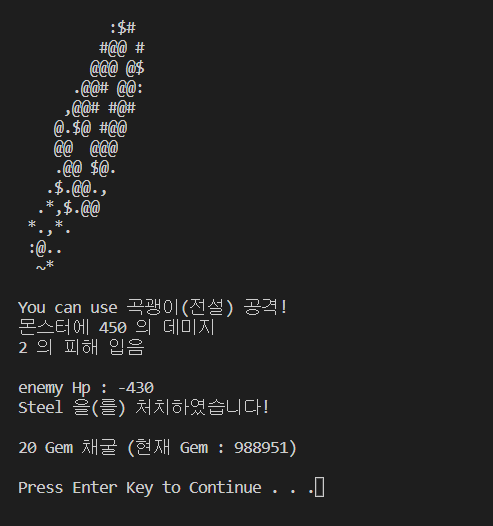 :$#
#@@ #
@@@ @$
.@@# @@:
,@@# #@#
@.$@ #@@
@@  @@@
.@@ $@.
.$.@@.,
.*,$.@@
*.,*.
:@..
~*
You can use 곡괭이(전설) 공격!
몬스터에 450 의 데미지
2 의 피해 입음
enemy Hp : -430
Steel 을(를) 처치하였습니다!
20 Gem 채굴 (현재 Gem : 988951)
Press Enter Key to Continue . . .